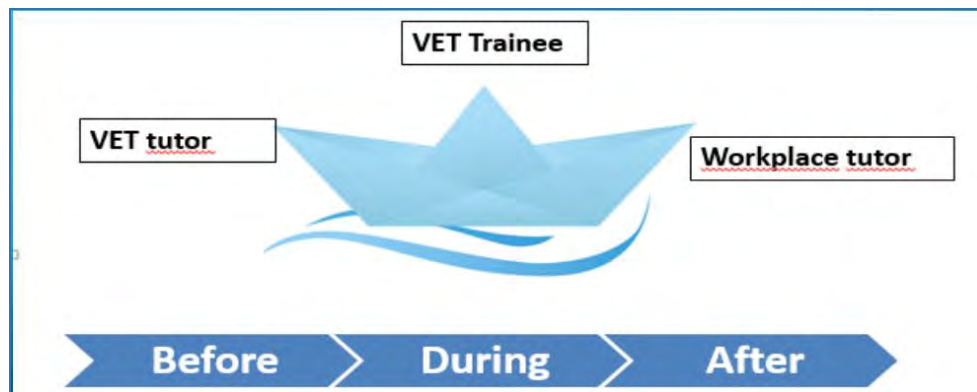 VET Trainee
VET tutor
Workplace tutor
Before
During
After